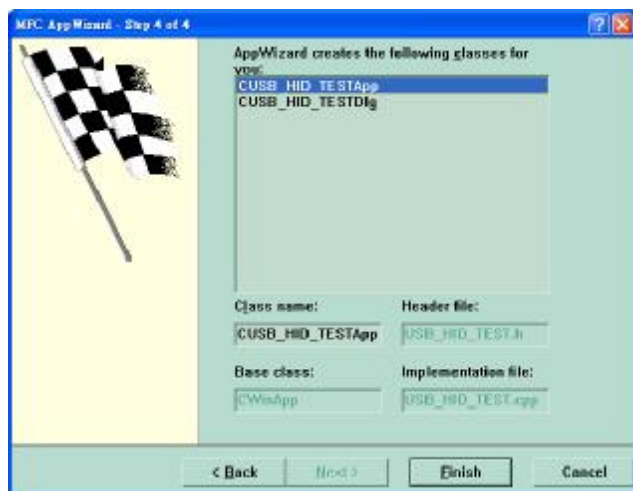 MFC AppWizard - Step 4 of 4
AppWizard creates the following classes for
you:
CUSB_HID_TESTApp
CUSB_HID_TESTDlg
Class name:
Header file:
CUSB_HID_TESTApp
USB_HID_TEST.h
Base class:
Implementation file:
CWinApp
USB_HID_TEST.cpp
< Back
Next >
Finish
Cancel